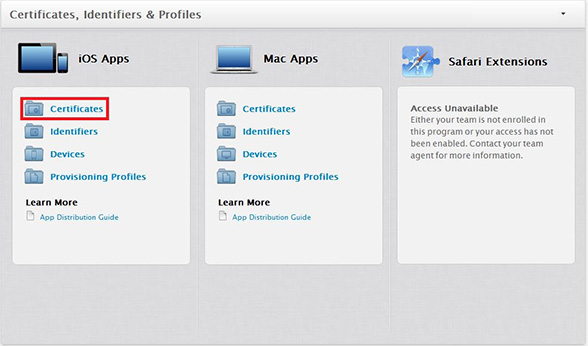 Certificates, Identifiers & Profiles
iOS Apps
Certificates
Identifiers
Devices
Provisioning Profiles
Learn More
App Distribution Guide
Mac Apps
Certificates
Identifiers
Devices
Provisioning Profiles
Learn More
App Distribution Guide
Safari Extensions
Access Unavailable
Either your team is not enrolled in
this program or your access has not
been enabled. Contact your team
agent for more information.